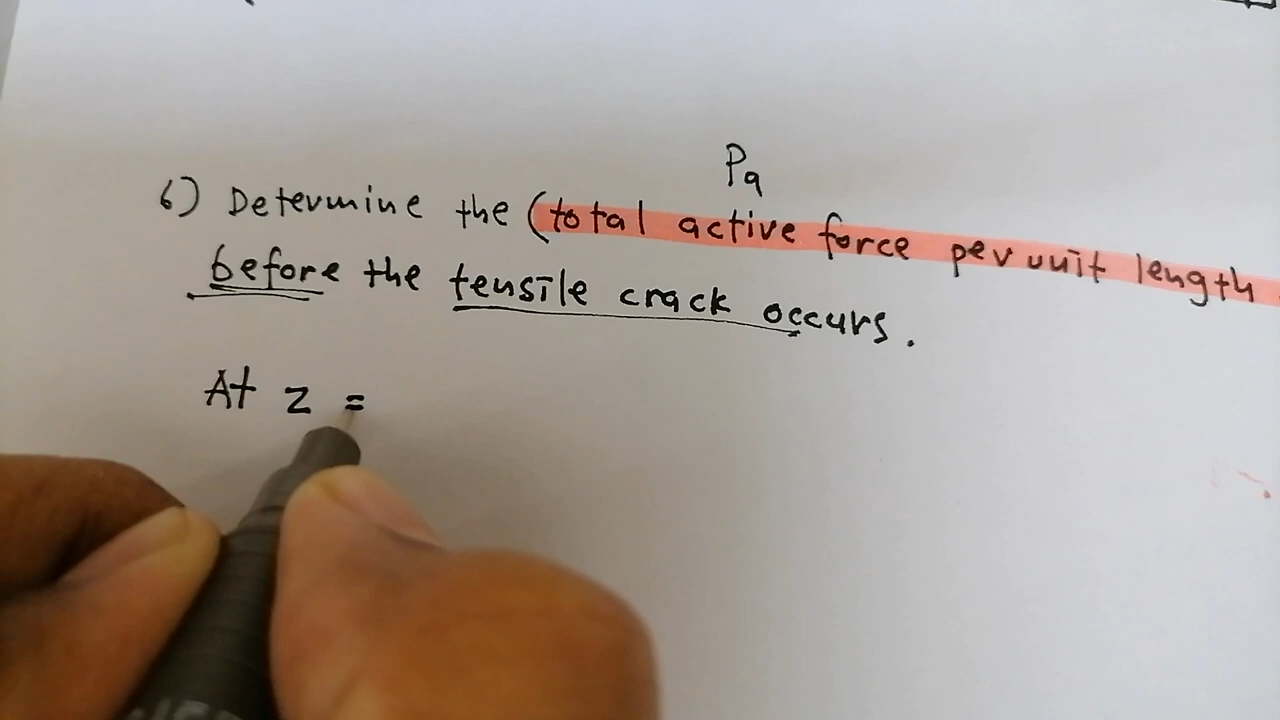 Pa
6) Determine the (total active force per unit length
before the tensile crack occurs.
At z =